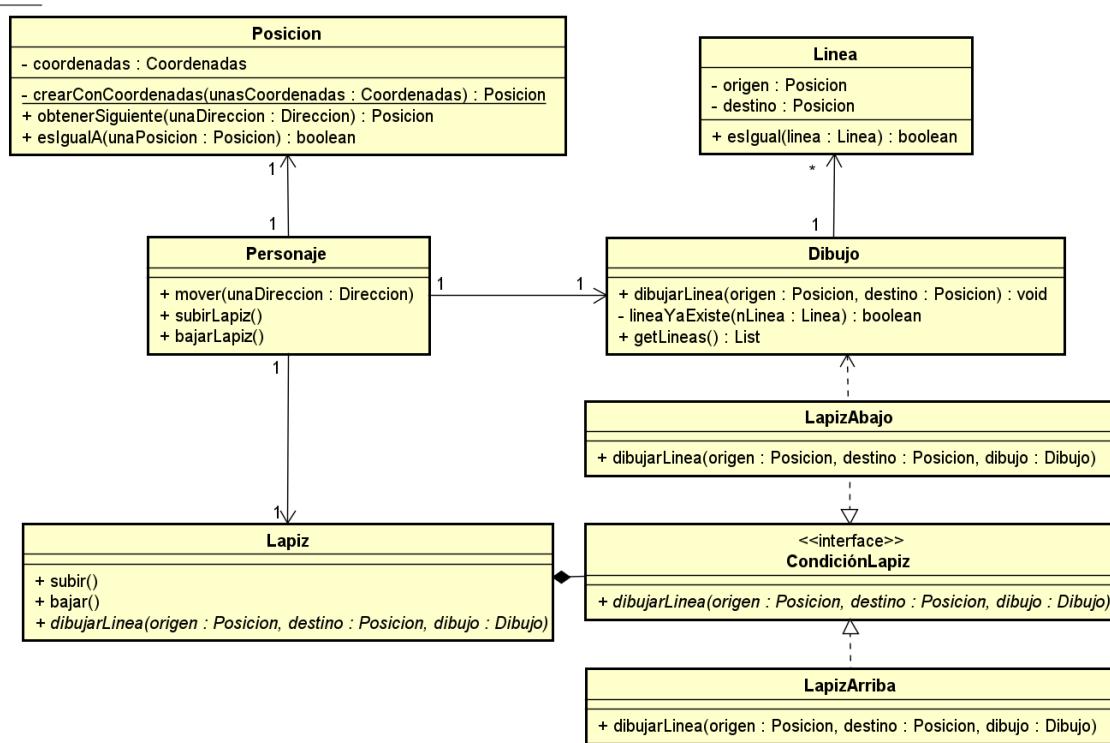 Posicion
- coordenadas : Coordenadas
- crearConCoordenadas(unasCoordenadas : Coordenadas) : Posicion
+ obtenerSiguiente(unaDireccion : Direccion) : Posicion
+ esIgualA(unaPosicion : Posicion) : boolean
Linea
- origen : Posicion
- destino : Posicion
+ esIgual(linea : Linea) : boolean
1
*
1
1
Personaje
+ mover(unaDireccion : Direccion)
+ subirLapiz()
+ bajarLapiz()
1
1
Dibujo
+ dibujarLinea(origen : Posicion, destino : Posicion) : void
- lineaYaExiste(nLinea : Linea) : boolean
+ getLineas() : List
1
1
LapizAbajo
+ dibujarLinea(origen : Posicion, destino : Posicion, dibujo : Dibujo)
Lapiz
+ subir()
+ bajar()
+ dibujarLinea(origen : Posicion, destino : Posicion, dibujo : Dibujo)
<<interface>>
CondiciónLapiz
+ dibujarLinea(origen : Posicion, destino : Posicion, dibujo : Dibujo)
LapizArriba
+ dibujarLinea(origen : Posicion, destino : Posicion, dibujo : Dibujo)